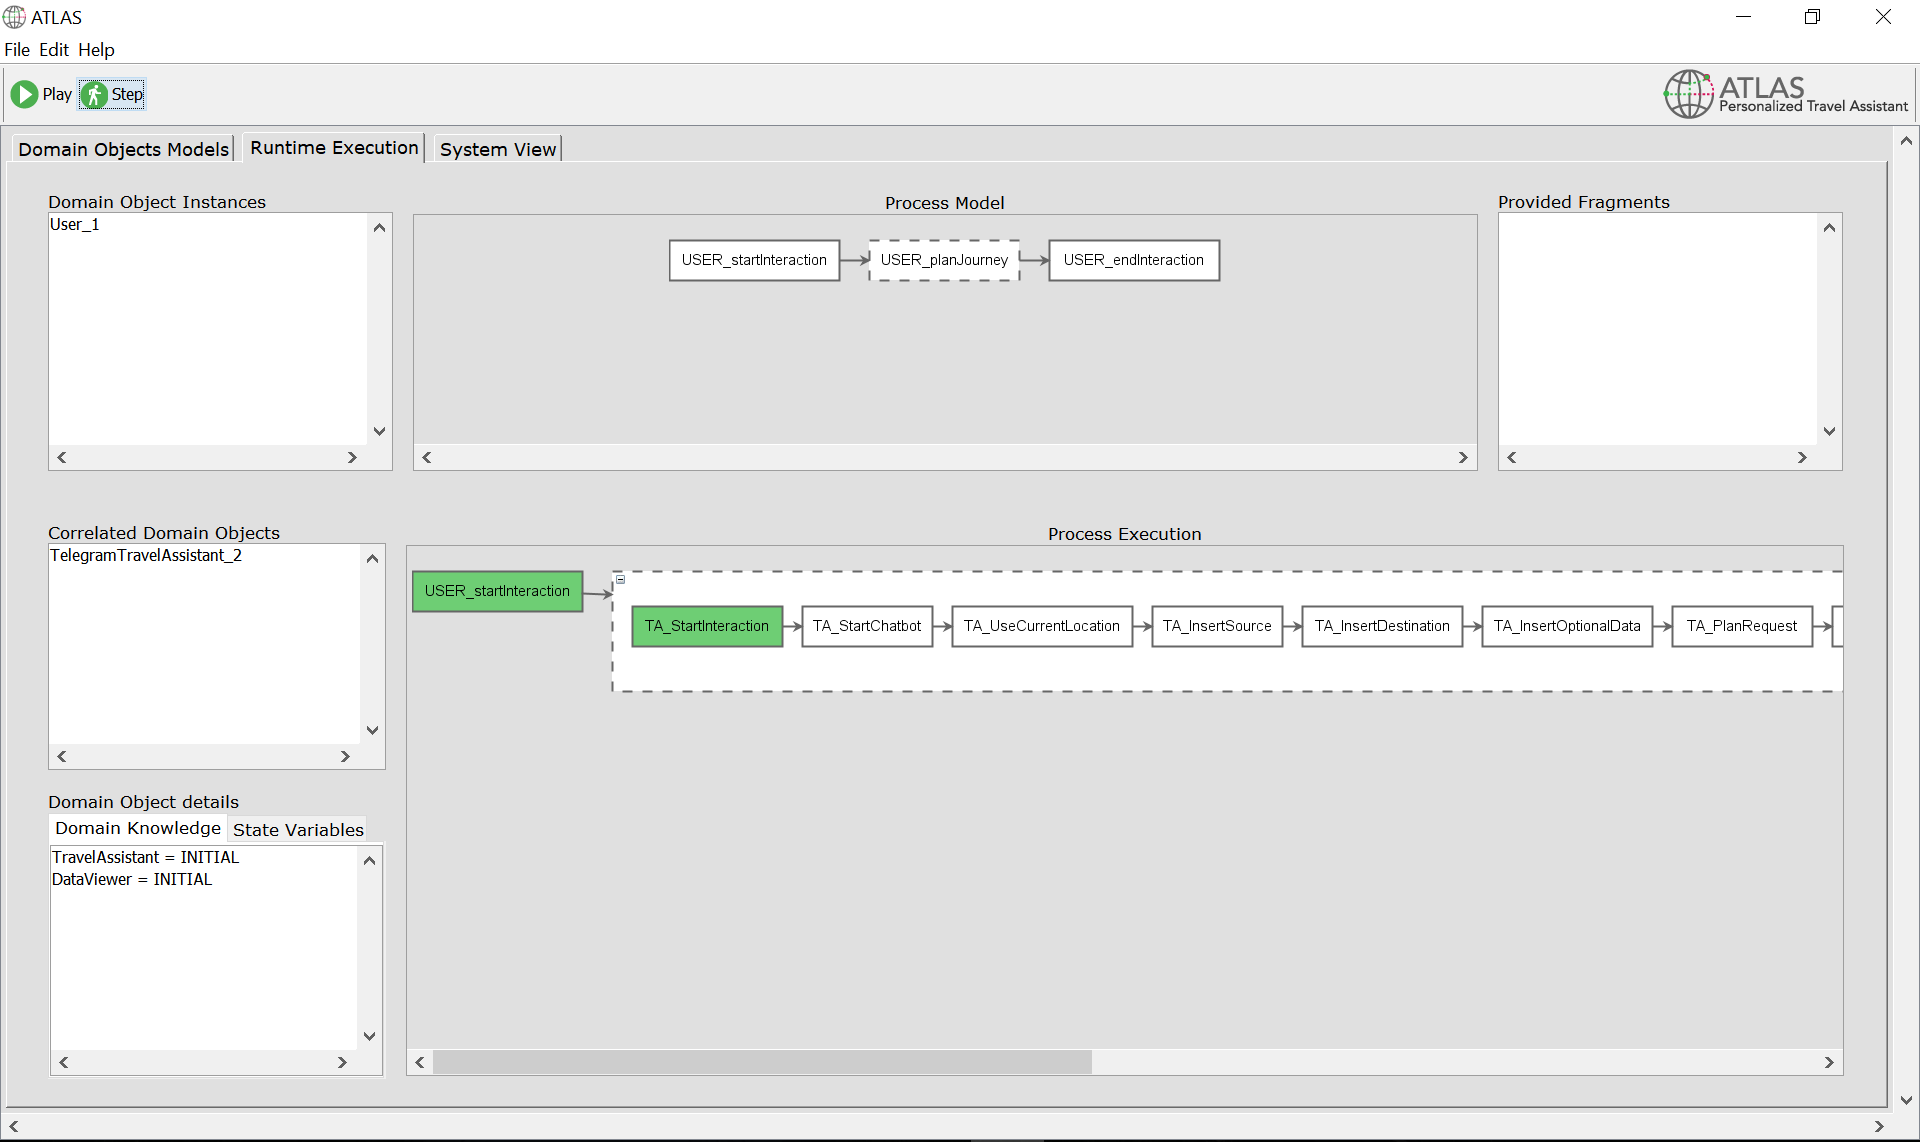 ATLAS
File Edit Help
Play Step
ATLAS
Personalized Travel Assistant
Domain Objects Models Runtime Execution System View
Domain Object Instances
User_1
Process Model
USER_startInteraction USER_planJourney USER_endInteraction
Provided Fragments
Correlated Domain Objects
TelegramTravelAssistant_2
Process Execution
USER_startInteraction
TA_StartInteraction TA_StartChatbot TA_UseCurrentLocation TA_InsertSource TA_InsertDestination TA_InsertOptionalData TA_PlanRequest
Domain Object details
Domain Knowledge State Variables
TravelAssistant = INITIAL
DataViewer = INITIAL